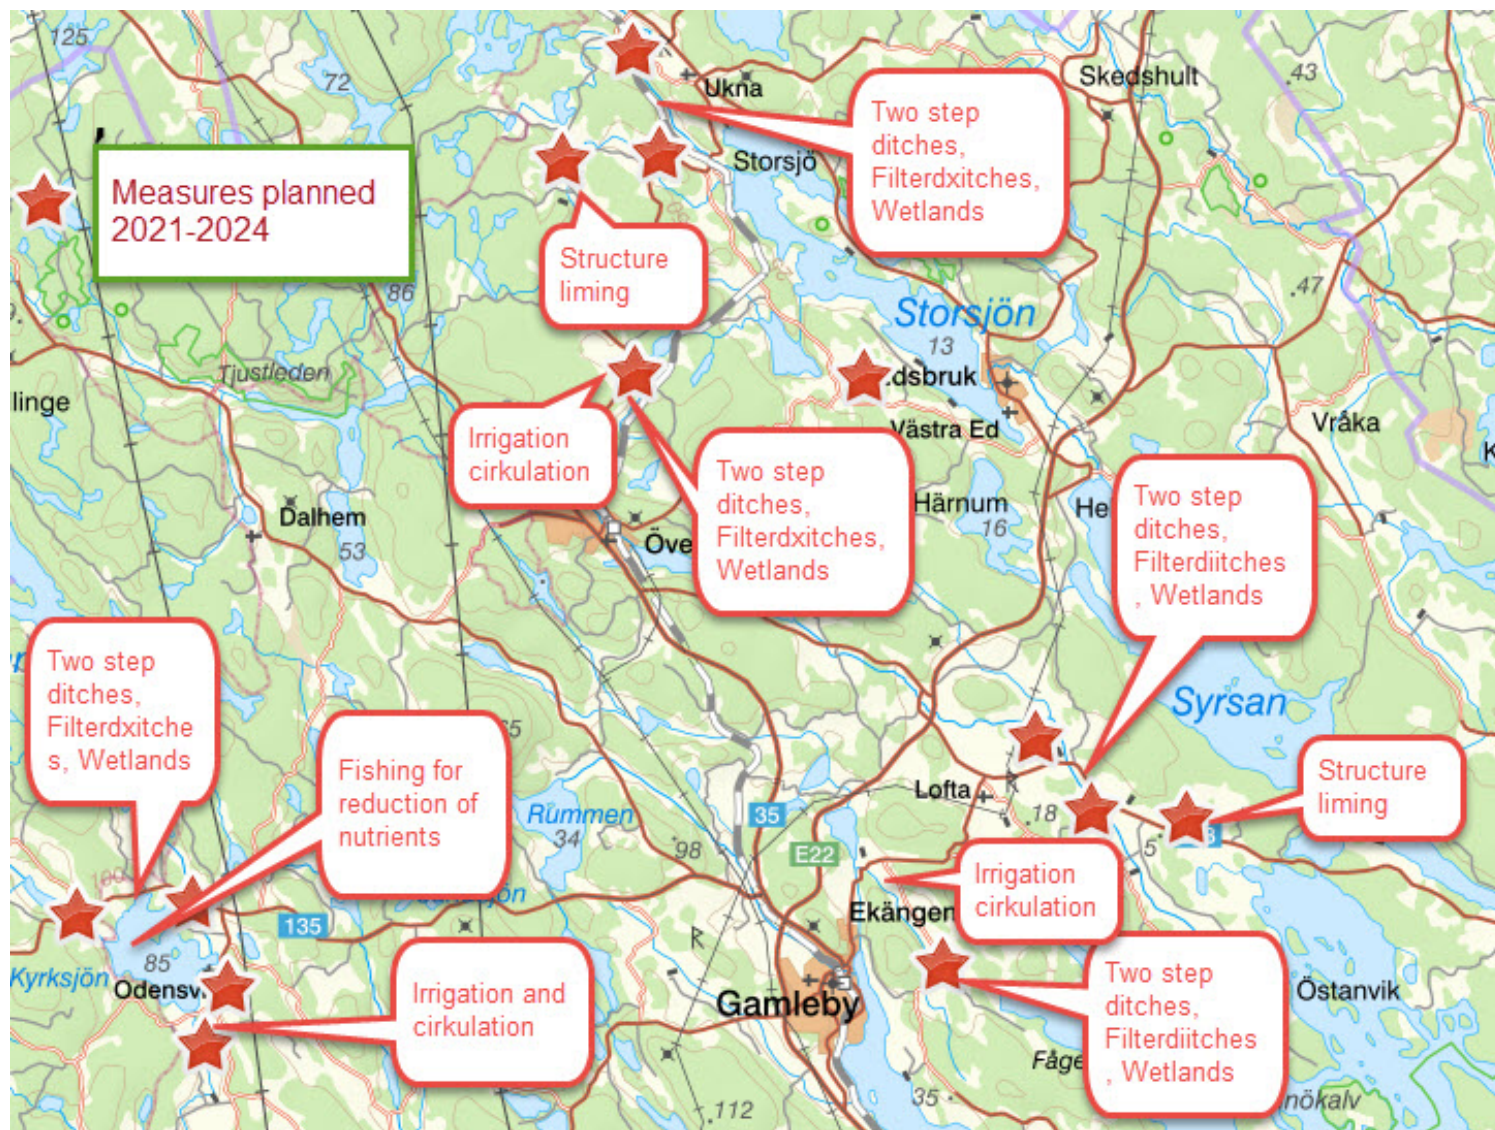 125
72
Ukna
Skedshult
43
Two step
ditches,
Filterdxitches,
Wetlands
Storsjö
Measures planned
2021-2024
Structure
liming
86
47
Storsjön
13
Tjustleden
dsbruk
linge
Västra Ed
Vråka
Irrigation
cirkulation
Two step
ditches,
Filterdxitches,
Wetlands
Härnum
16
He
Two step
ditches,
Filterdiitches
, Wetlands
Dalhem
53
Öve
Two step
ditches,
Filterdxitche
s, Wetlands
Syrsan
65
Fishing for
reduction of
nutrients
Structure
liming
Lofta
Rummen
34
35
18
98
E22
5
Irrigation
cirkulation
100
Ekängen
135
Kyrksjön
85
Odensv
Irrigation and
cirkulation
Gamleby
Two step
ditches,
Filterdiitches
, Wetlands
Östanvik
Fåge
35
112
nökalv